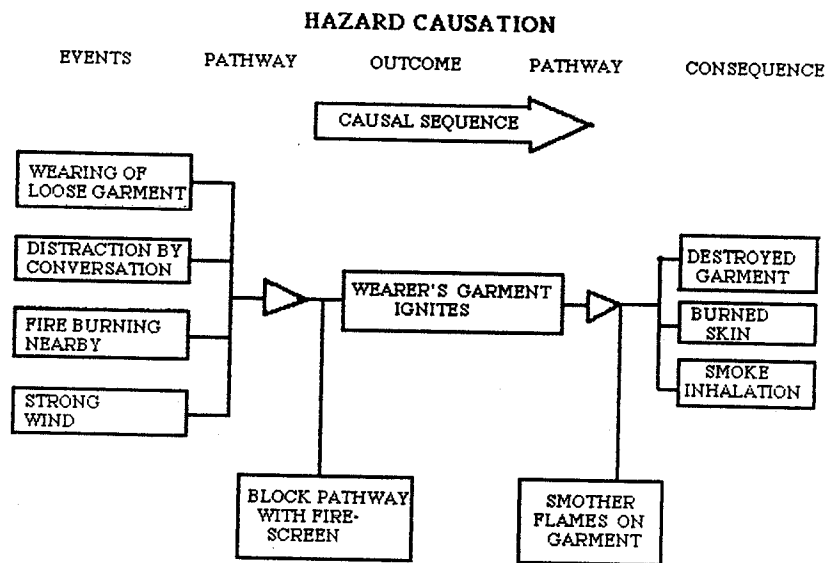 HAZARD CAUSATION
EVENTS PATHWAY OUTCOME PATHWAY CONSEQUENCE
CAUSAL SEQUENCE
WEARING OF
LOOSE GARMENT
DISTRACTION BY
CONVERSATION
FIRE BURNING
NEARBY
STRONG
WIND
WEARER'S GARMENT
IGNITES
DESTROYED
GARMENT
BURNED
SKIN
SMOKE
INHALATION
BLOCK PATHWAY
WITH FIRE-
SCREEN
SMOTHER
FLAMES ON
GARMENT